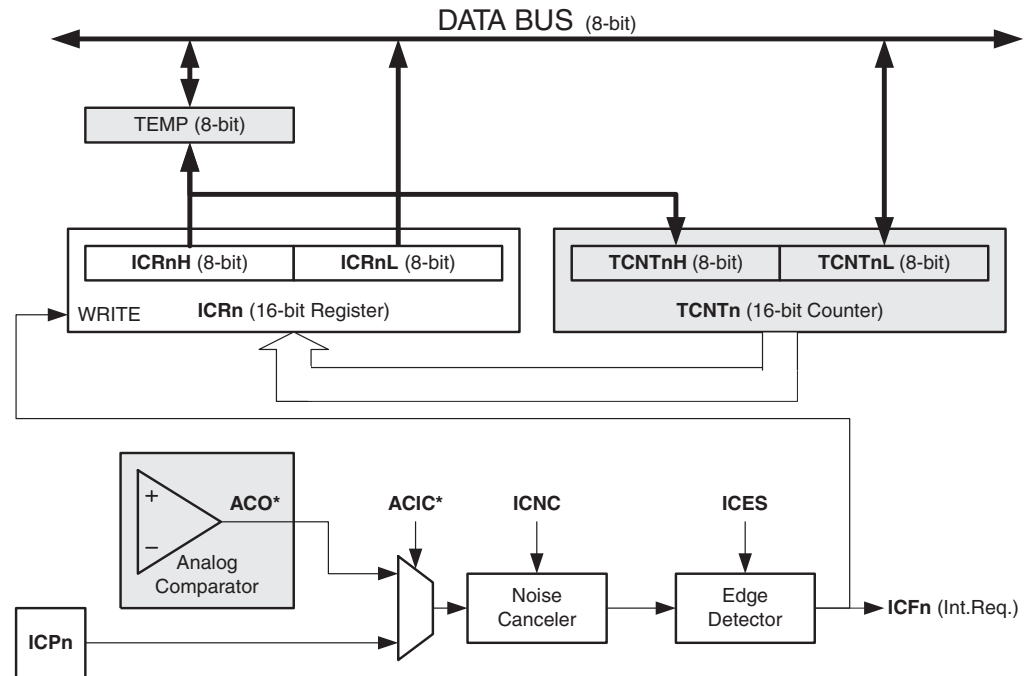 DATA BUS (8-bit)
TEMP (8-bit)
ICRnH (8-bit)
ICRnL (8-bit)
TCNTnH (8-bit)
TCNTnL (8-bit)
WRITE
ICRn (16-bit Register)
TCNTn (16-bit Counter)
+
−
ACO*
Analog
Comparator
ACIC*
ICNC
ICES
Noise
Canceler
Edge
Detector
ICFn (Int.Req.)
ICPn